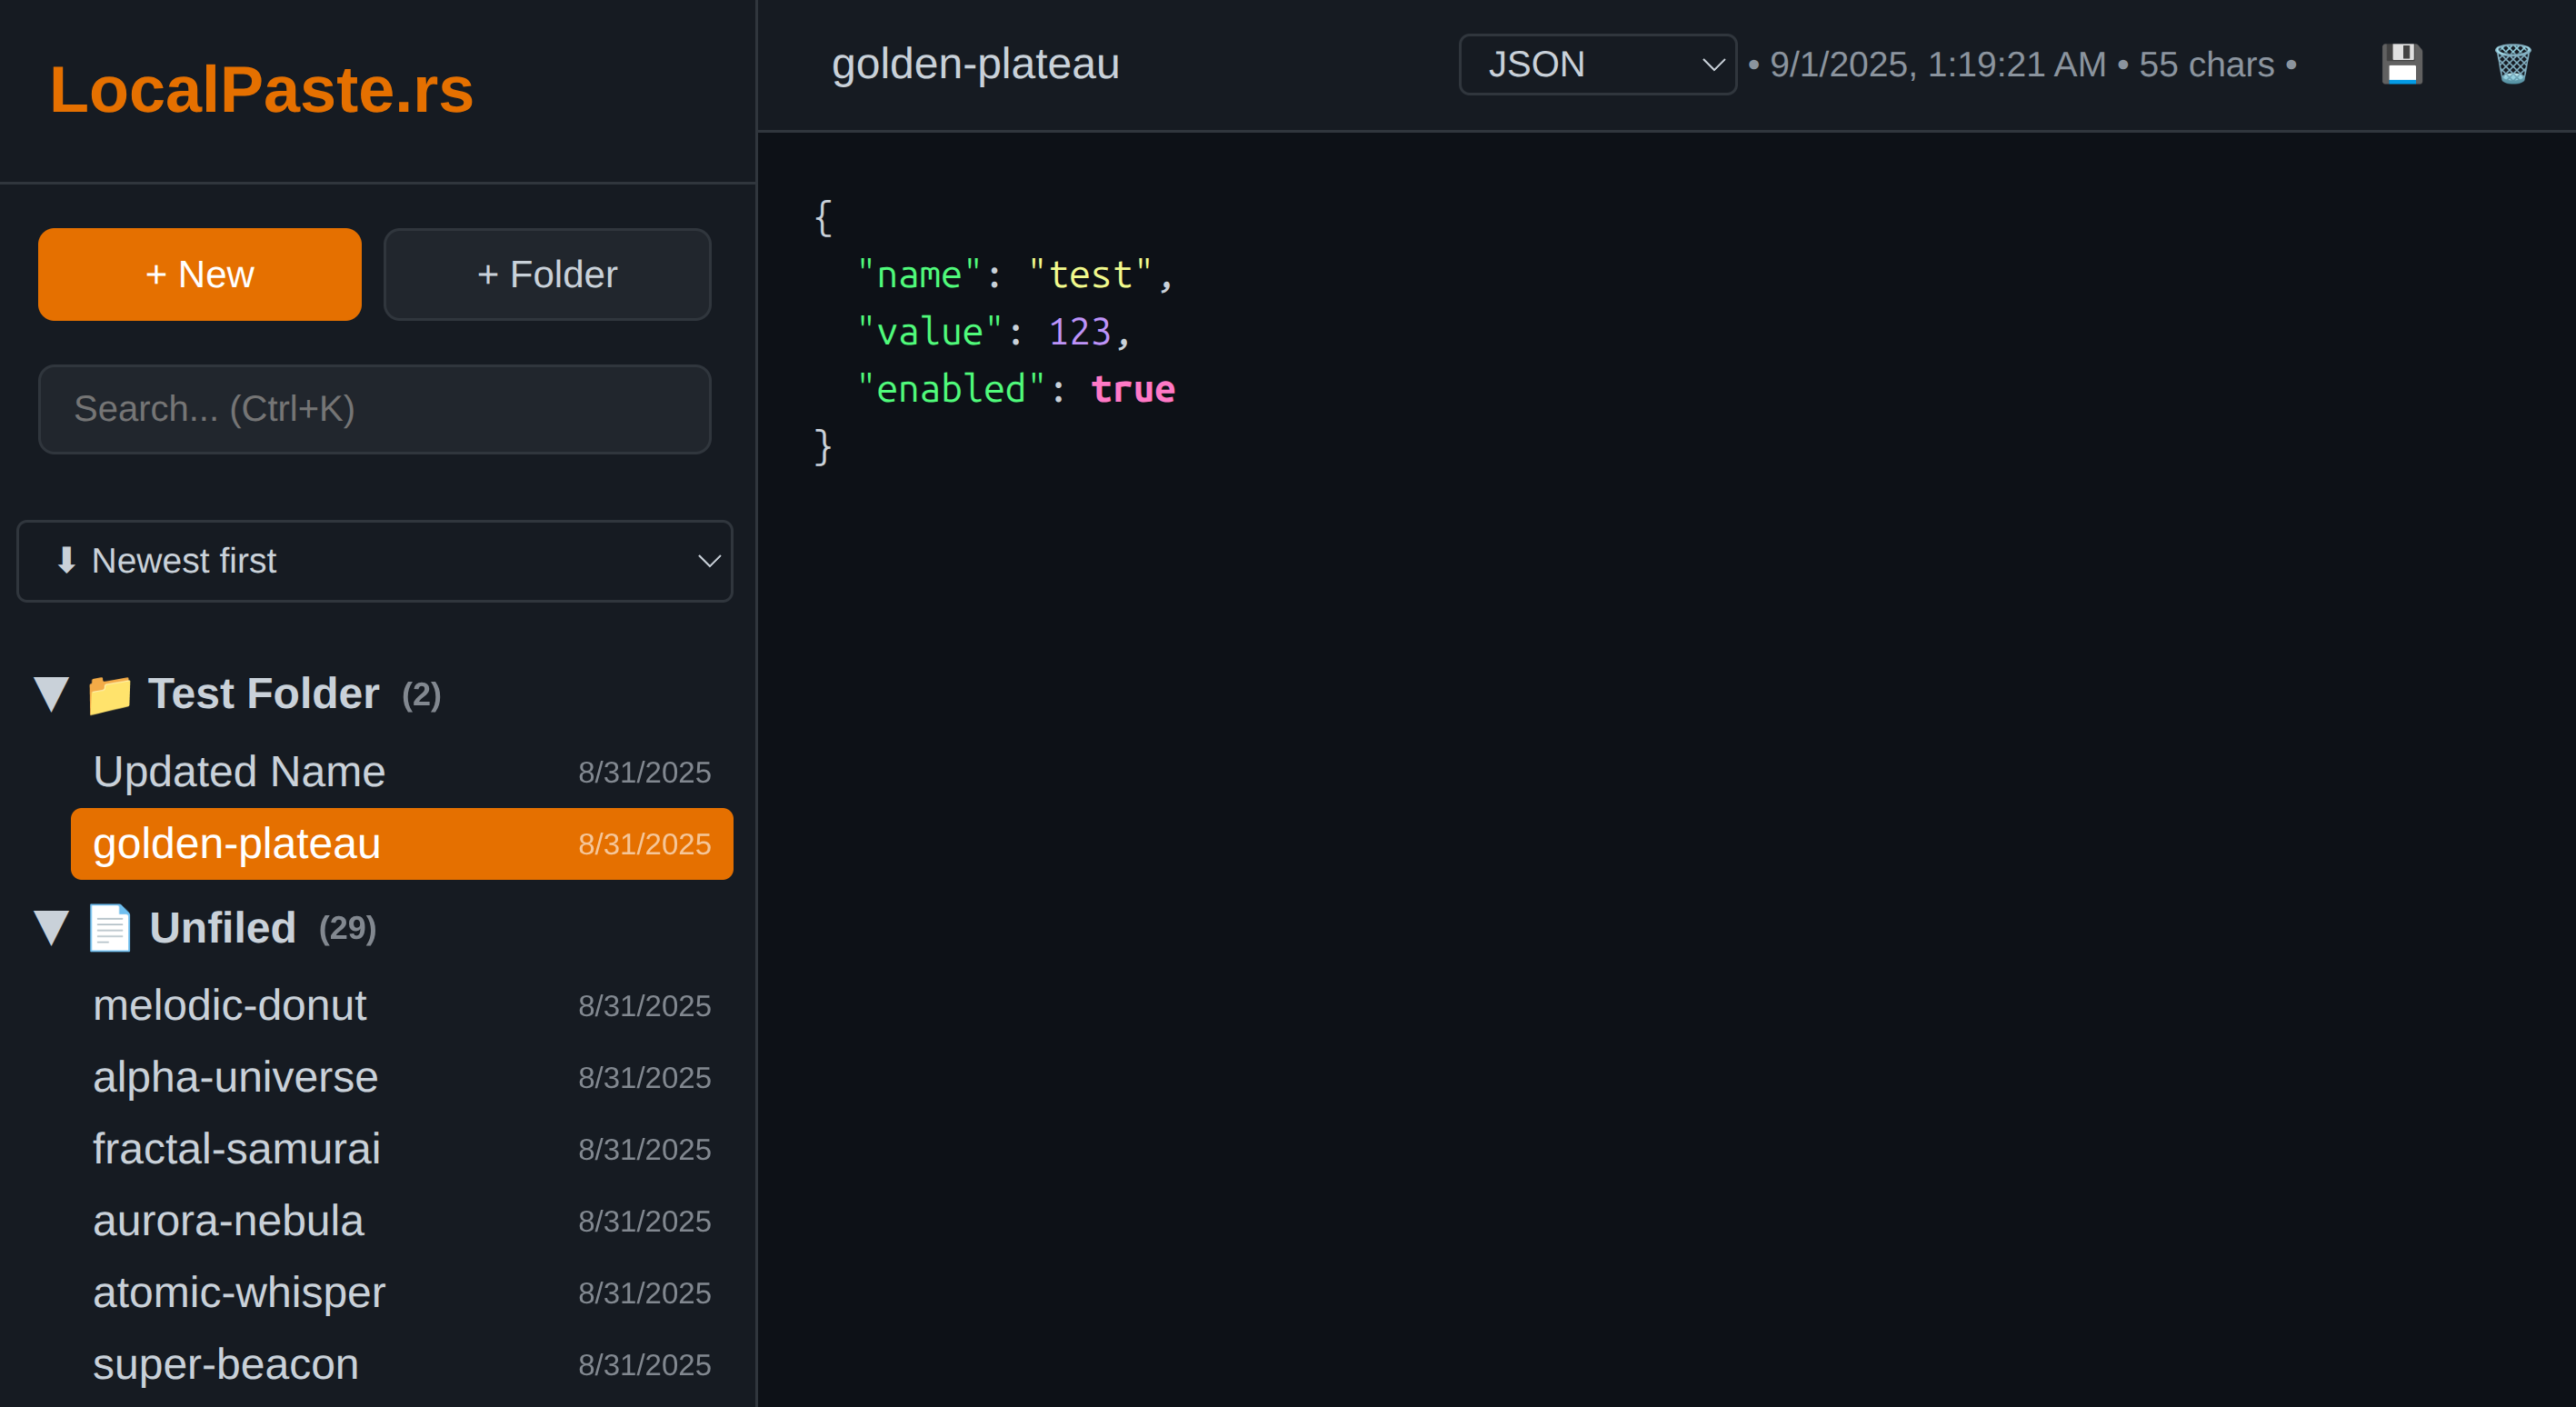 LocalPaste.rs
+ New
+ Folder
Search... (Ctrl+K)
⬇ Newest first
▼ 📁 Test Folder (2)
Updated Name 8/31/2025
golden-plateau 8/31/2025
▼ 📄 Unfiled (29)
melodic-donut 8/31/2025
alpha-universe 8/31/2025
fractal-samurai 8/31/2025
aurora-nebula 8/31/2025
atomic-whisper 8/31/2025
super-beacon 8/31/2025
golden-plateau
JSON • 9/1/2025, 1:19:21 AM • 55 chars •
{
  "name": "test",
  "value": 123,
  "enabled": true
}